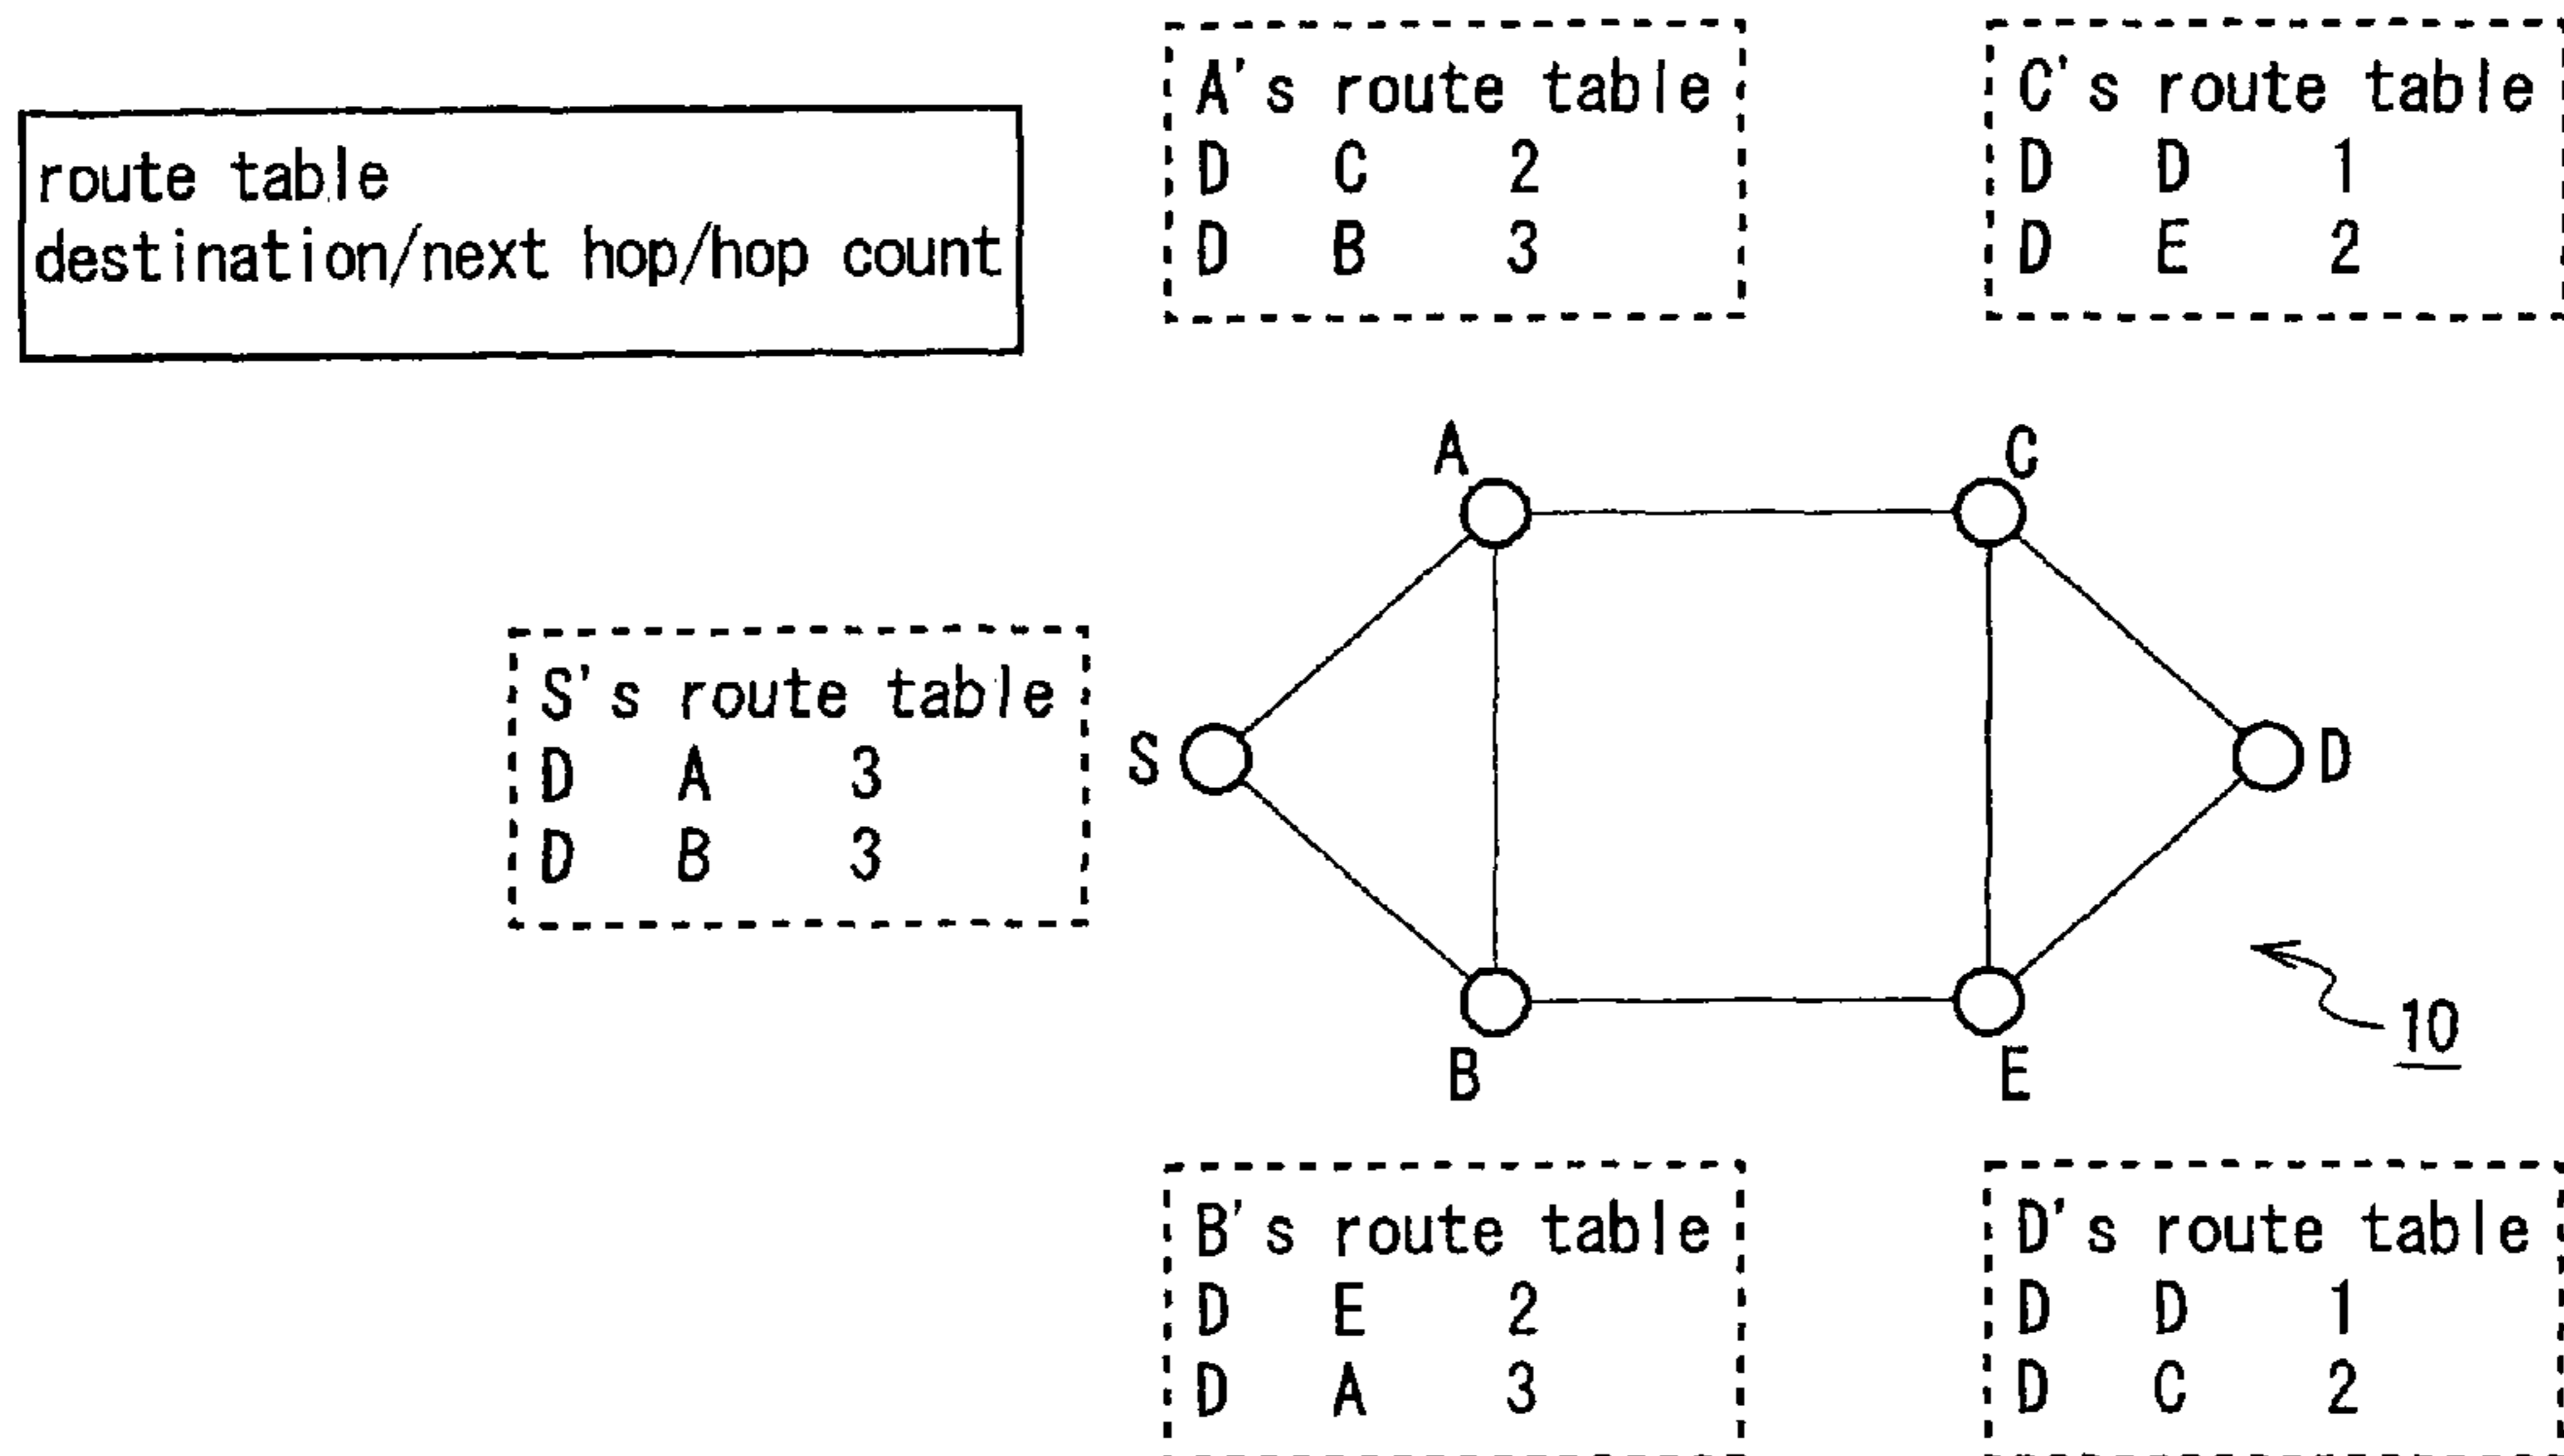 route table
destination/next hop/hop count
A's route table
D C 2
D B 3
C's route table
D D 1
D E 2
S's route table
D A 3
D B 3
A
C
S
D
B
E
10
B's route table
D E 2
D A 3
D's route table
D D 1
D C 2